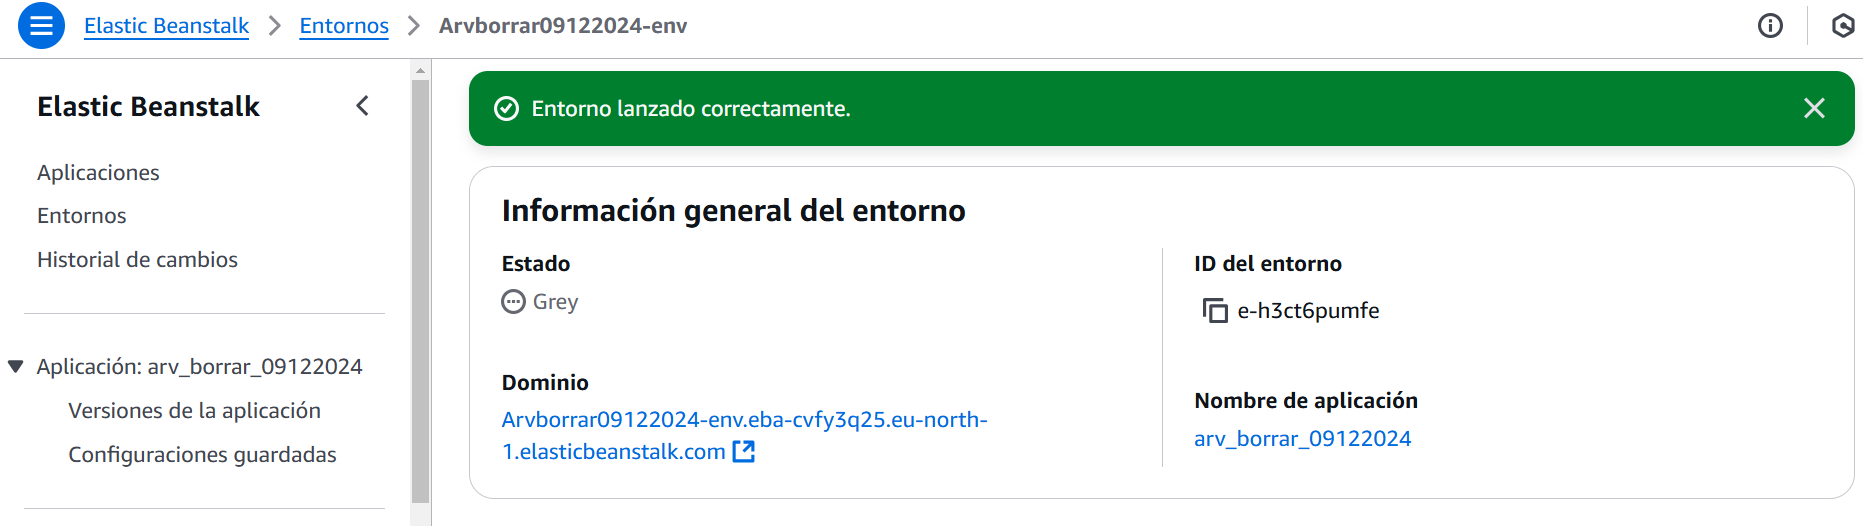 Elastic Beanstalk > Entornos > Arvborrar09122024-env
Elastic Beanstalk
Aplicaciones
Entornos
Historial de cambios
Aplicación: arv_borrar_09122024
Versiones de la aplicación
Configuraciones guardadas
Entorno lanzado correctamente.
Información general del entorno
Estado
Grey
Dominio
Arvborrar09122024-env.eba-cvfy3q25.eu-north-
1.elasticbeanstalk.com
ID del entorno
e-h3ct6pumfe
Nombre de aplicación
arv_borrar_09122024